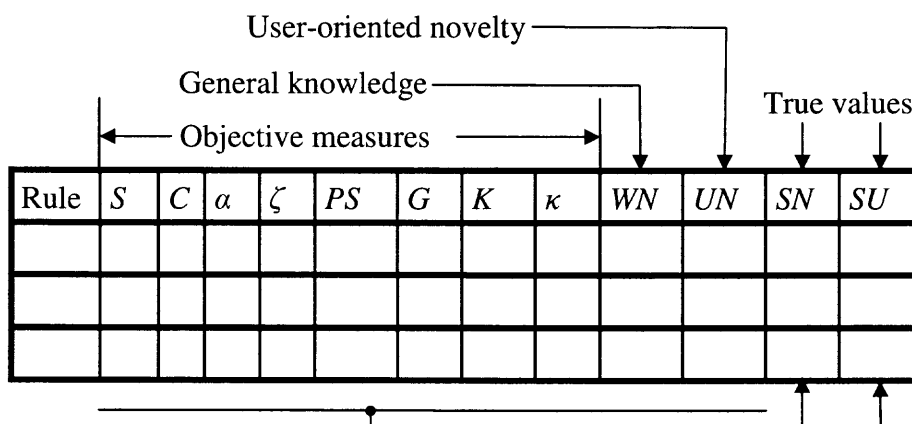 User-oriented novelty
General knowledge
True values
Objective measures
Rule S C α ζ PS G K κ WN UN SN SU